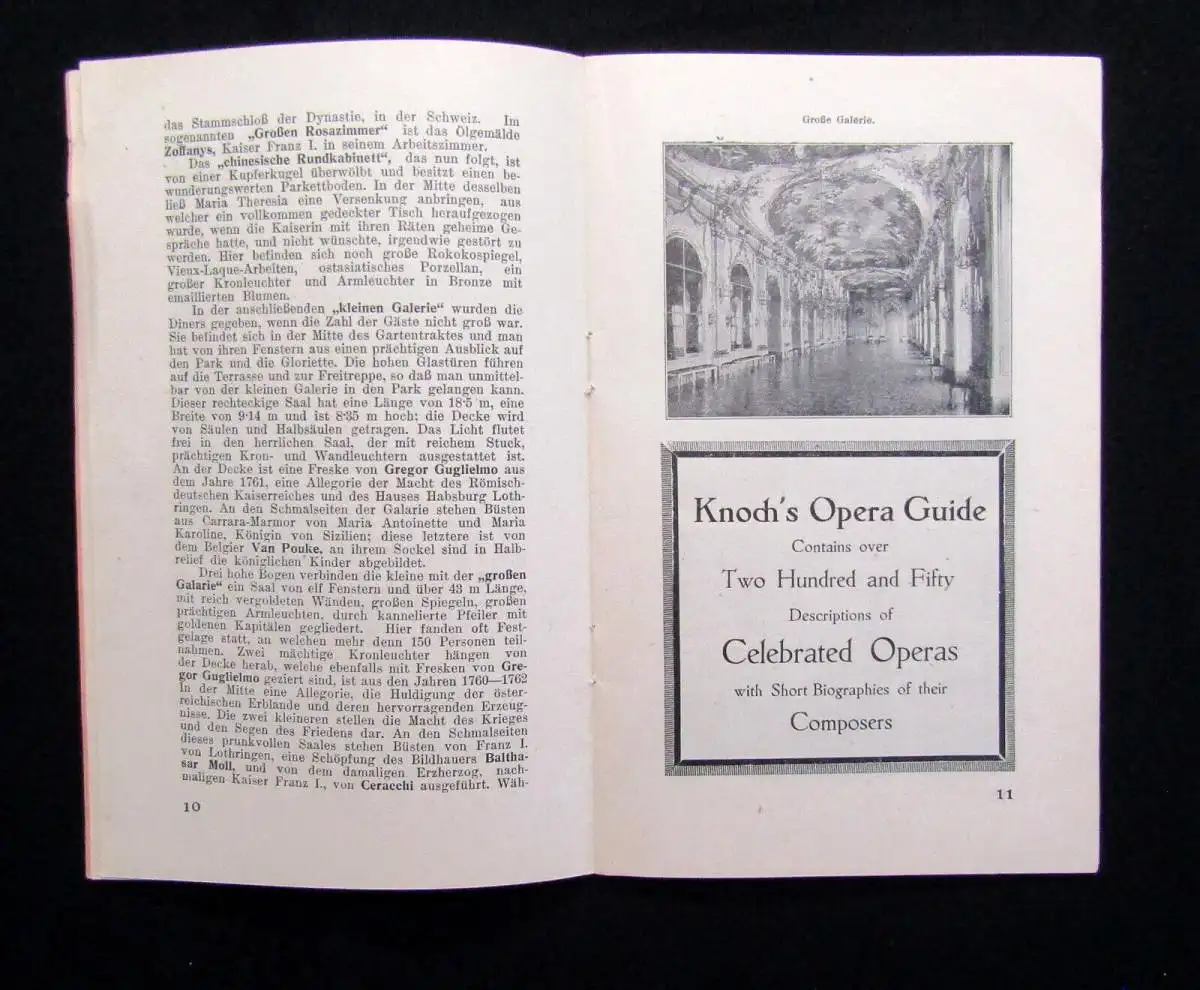 das Stammschloß der Dynastie, in der Schweiz. Im
sogenannten „Großen Rosazimmer“ ist das Ölgemälde
Zoffanys, Kaiser Franz I. in seinem Arbeitszimmer.
Das „chinesische Rundkabinett“, das nun folgt, ist
von einer Kupferkugel überwölbt und besitzt einen be-
wunderungswerten Parkettboden. In der Mitte desselben
ließ Maria Theresia eine Versenkung anbringen, aus
welcher ein vollkommen gedeckter Tisch heraufgezogen
wurde, wenn die Kaiserin mit ihren Räten geheime Ge-
spräche hatte, und nicht wünschte, irgendwie gestört zu
werden. Hier befinden sich noch große Rokokospiegel,
Vieux-Laque-Arbeiten, ostasiatisches Porzellan, ein
großer Kronleuchter und Armleuchter in Bronze mit
emaillierten Blumen.
In der anschließenden „kleinen Galerie“ wurden die
Diners gegeben, wenn die Zahl der Gäste nicht groß war.
Sie befindet sich in der Mitte des Gartentraktes und man
hat von ihren Fenstern aus einen prächtigen Ausblick auf
den Park und die Gloriette. Die hohen Glastüren führen
auf die Terrasse und zur Freitreppe, so daß man unmittel-
bar von der kleinen Galerie in den Park gelangen kann.
Dieser rechteckige Saal hat eine Länge von 18·5 m, eine
Breite von 9·14 m und ist 8·35 m hoch: die Decke wird
von Säulen und Halbsäulen getragen. Das Licht flutet
frei in den herrlichen Saal, der mit reichem Stuck,
prächtigen Kron- und Wandleuchtern ausgestattet ist.
An der Decke ist eine Freske von Gregor Guglielmo aus
dem Jahre 1761, eine Allegorie der Macht des Römisch-
deutschen Kaiserreiches und des Hauses Habsburg Loth-
ringen. An den Schmalseiten der Galarie stehen Büsten
aus Carrara-Marmor von Maria Antoinette und Maria
Karoline, Königin von Sizilien; diese letztere ist von
dem Belgier Van Pouke, an ihrem Sockel sind in Halb-
relief die königlichen Kinder abgebildet.
Drei hohe Bogen verbinden die kleine mit der „großen
Galarie“ ein Saal von elf Fenstern und über 43 m Länge,
mit reich vergoldeten Wänden, großen Spiegeln, großen
prächtigen Armleuchten, durch kannelierte Pfeiler mit
goldenen Kapitälen gegliedert. Hier fanden oft Fest-
gelage statt, an welchen mehr denn 150 Personen teil-
nahmen. Zwei mächtige Kronleuchter hängen von
der Decke herab, welche ebenfalls mit Fresken von Gre-
gor Guglielmo geziert sind, ist aus den Jahren 1760—1762
In der Mitte eine Allegorie, die Huldigung der öster-
reichischen Erblande und deren hervorragenden Erzeug-
nisse. Die zwei kleineren stellen die Macht des Krieges
und den Segen des Friedens dar. An den Schmalseiten
dieses prunkvollen Saales stehen Büsten von Franz I.
von Lothringen, eine Schöpfung des Bildhauers Baltha-
sar Moll, und von dem damaligen Erzherzog, nach-
maligen Kaiser Franz I., von Ceracchi ausgeführt. Wäh-
10
Große Galerie.
Knoch's Opera Guide
Contains over
Two Hundred and Fifty
Descriptions of
Celebrated Operas
with Short Biographies of their
Composers
11